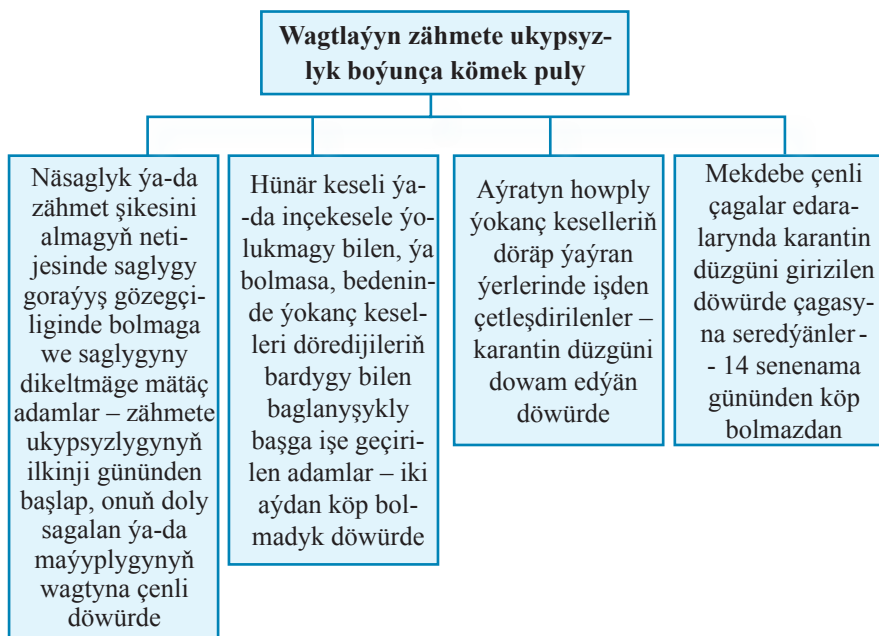 Wagtlaýyn zähmete ukypsyz-
lyk boýunça kömek puly
Näsaglyk ýa-da
zähmet şikesini
almagyň neti-
jesinde saglygy
goraýyş gözegçi-
liginde bolmaga
we saglygyny
dikeltmäge mätäç
adamlar – zähmete
ukypsyzlygynyň
ilkinji gününden
başlap, onuň doly
sagalan ýa-da
maýyplygynyň
wagtyna çenli
döwürde
Hünär keseli ýa-
-da inçekesele ýo-
lukmagy bilen, ýa
bolmasa, bedenin-
de ýokanç kesel-
leri döredijileriň
bardygy bilen
baglanyşykly
başga işe geçiri-
len adamlar – iki
aýdan köp bol-
madyk döwürde
Aýratyn howply
ýokanç keselleriň
döräp ýaýran
ýerlerinde işden
çetleşdirilenler –
karantin düzgüni
dowam edýän
döwürde
Mekdebe çenli
çagalar edara-
larynda karantin
düzgüni girizilen
döwürde çagasy-
na seredýänler -
- 14 senenama
gününden köp
bolmazdan